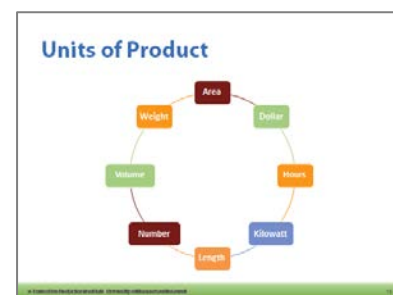 Units of Product
Area
Dollar
Hours
Kilowatt
Length
Number
Volume
Weight